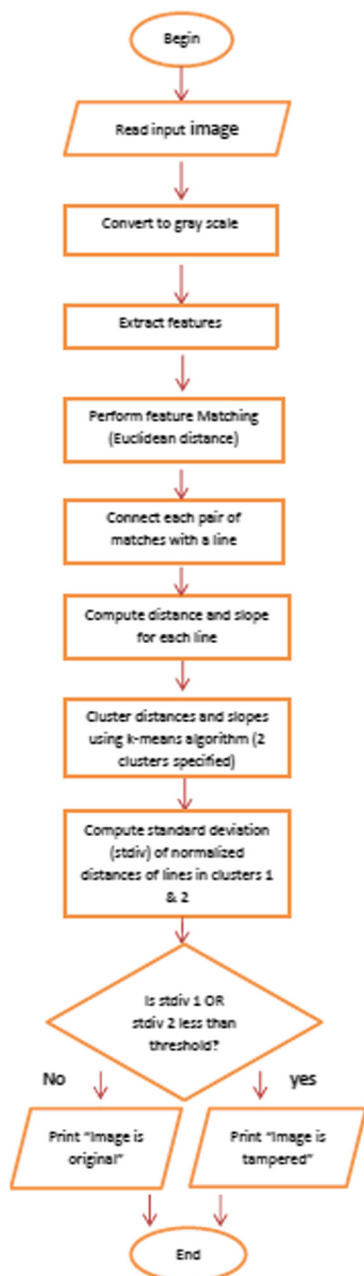 Begin
Read input image
Convert to gray scale
Extract features
Perform feature Matching
(Euclidean distance)
Connect each pair of
matches with a line
Compute distance and slope
for each line
Cluster distances and slopes
using k-means algorithm (2
clusters specified)
Compute standard deviation
(stdiv) of normalized
distances of lines in clusters 1
& 2
Is stdiv 1 OR
stdiv 2 less than
threshold?
No
yes
Print “Image is
original”
Print “Image is
tampered”
End